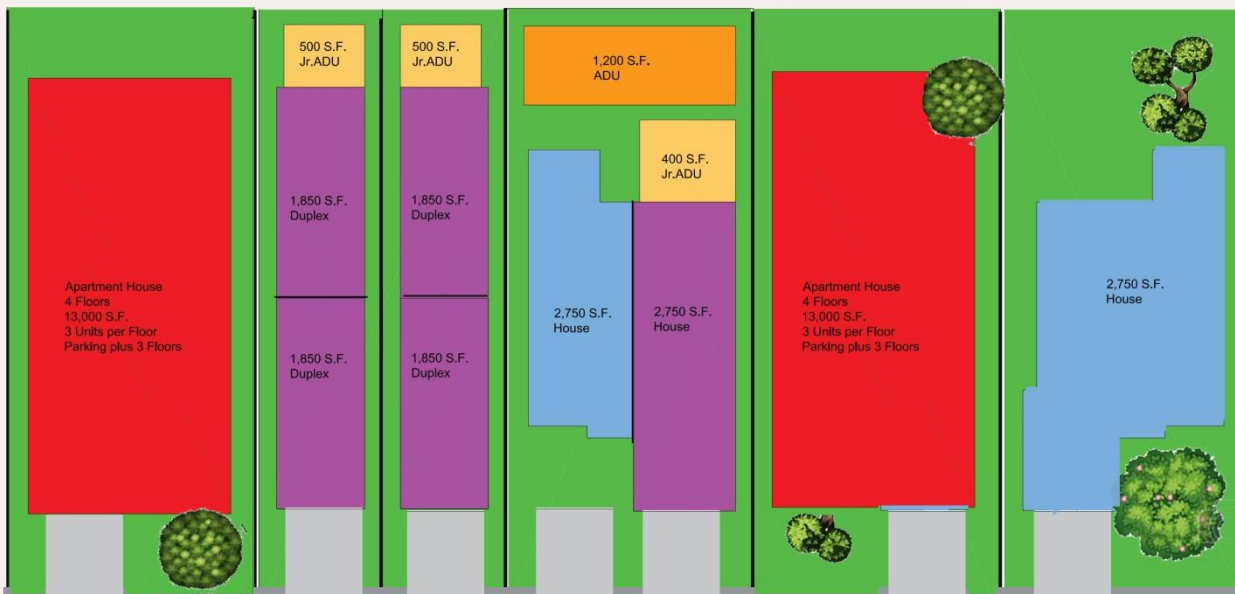 Apartment House
4 Floors
13,000 S.F.
3 Units per Floor
Parking plus 3 Floors
500 S.F.
Jr.ADU
1,850 S.F.
Duplex
1,850 S.F.
Duplex
500 S.F.
Jr.ADU
1,850 S.F.
Duplex
1,850 S.F.
Duplex
1,200 S.F.
ADU
400 S.F.
Jr.ADU
2,750 S.F.
House
2,750 S.F.
House
Apartment House
4 Floors
13,000 S.F.
3 Units per Floor
Parking plus 3 Floors
2,750 S.F.
House